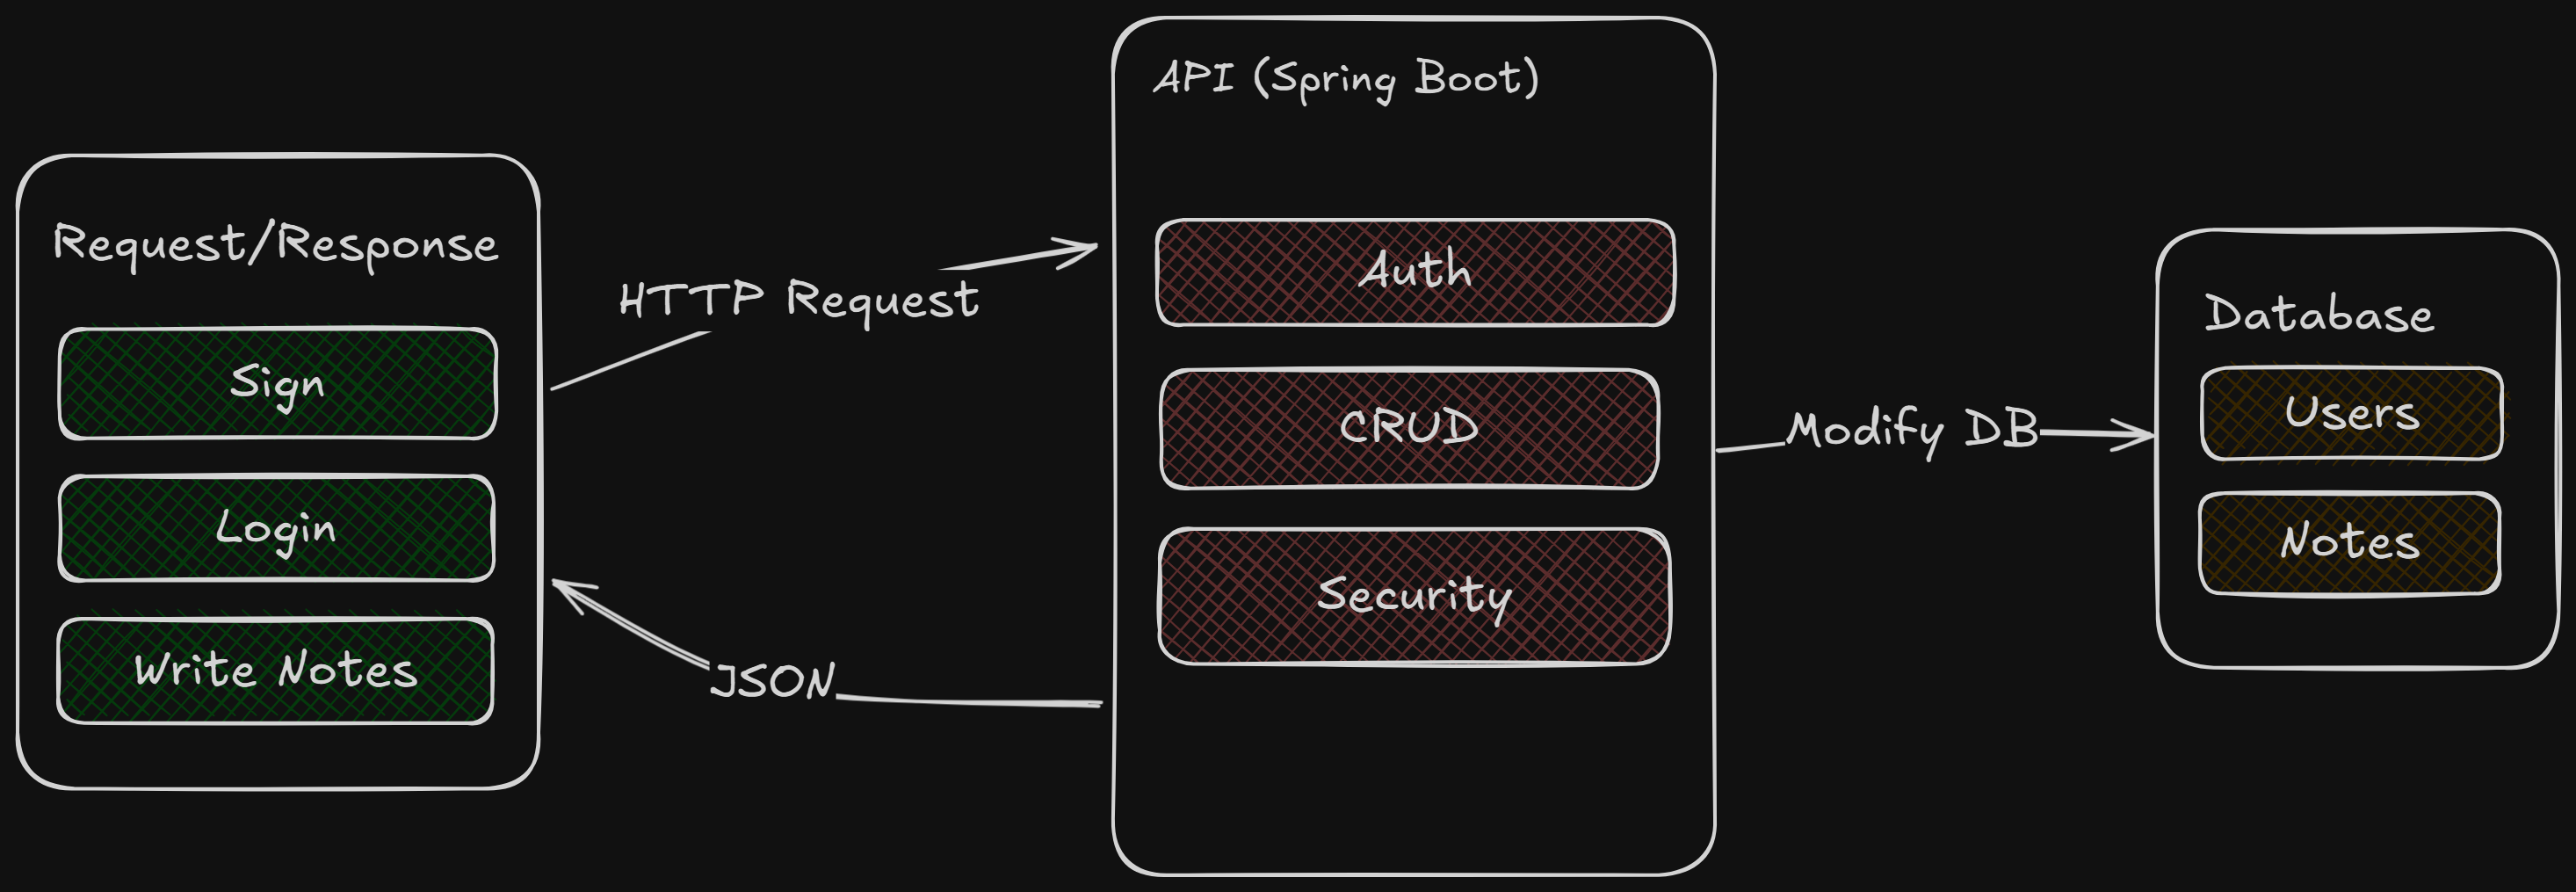 Request/Response
Sign
Login
Write Notes
HTTP Request
JSON
API (Spring Boot)
Auth
CRUD
Security
Modify DB
Database
Users
Notes